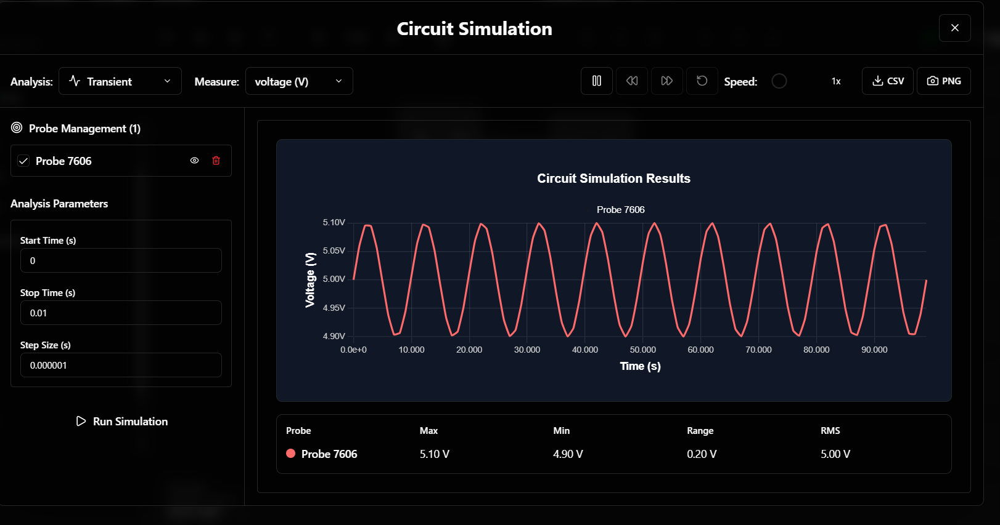 Circuit Simulation
Analysis: Transient Measure: voltage (V) Speed: 1x CSV PNG
Probe Management (1)
Probe 7606
Analysis Parameters
Start Time (s)
0
Stop Time (s)
0.01
Step Size (s)
0.000001
Run Simulation
Circuit Simulation Results
Probe 7606
5.10V
5.05V
5.00V
4.95V
4.90V
Voltage (V)
0.0e+0 10.000 20.000 30.000 40.000 50.000 60.000 70.000 80.000 90.000
Time (s)
Probe Max Min Range RMS
Probe 7606 5.10 V 4.90 V 0.20 V 5.00 V